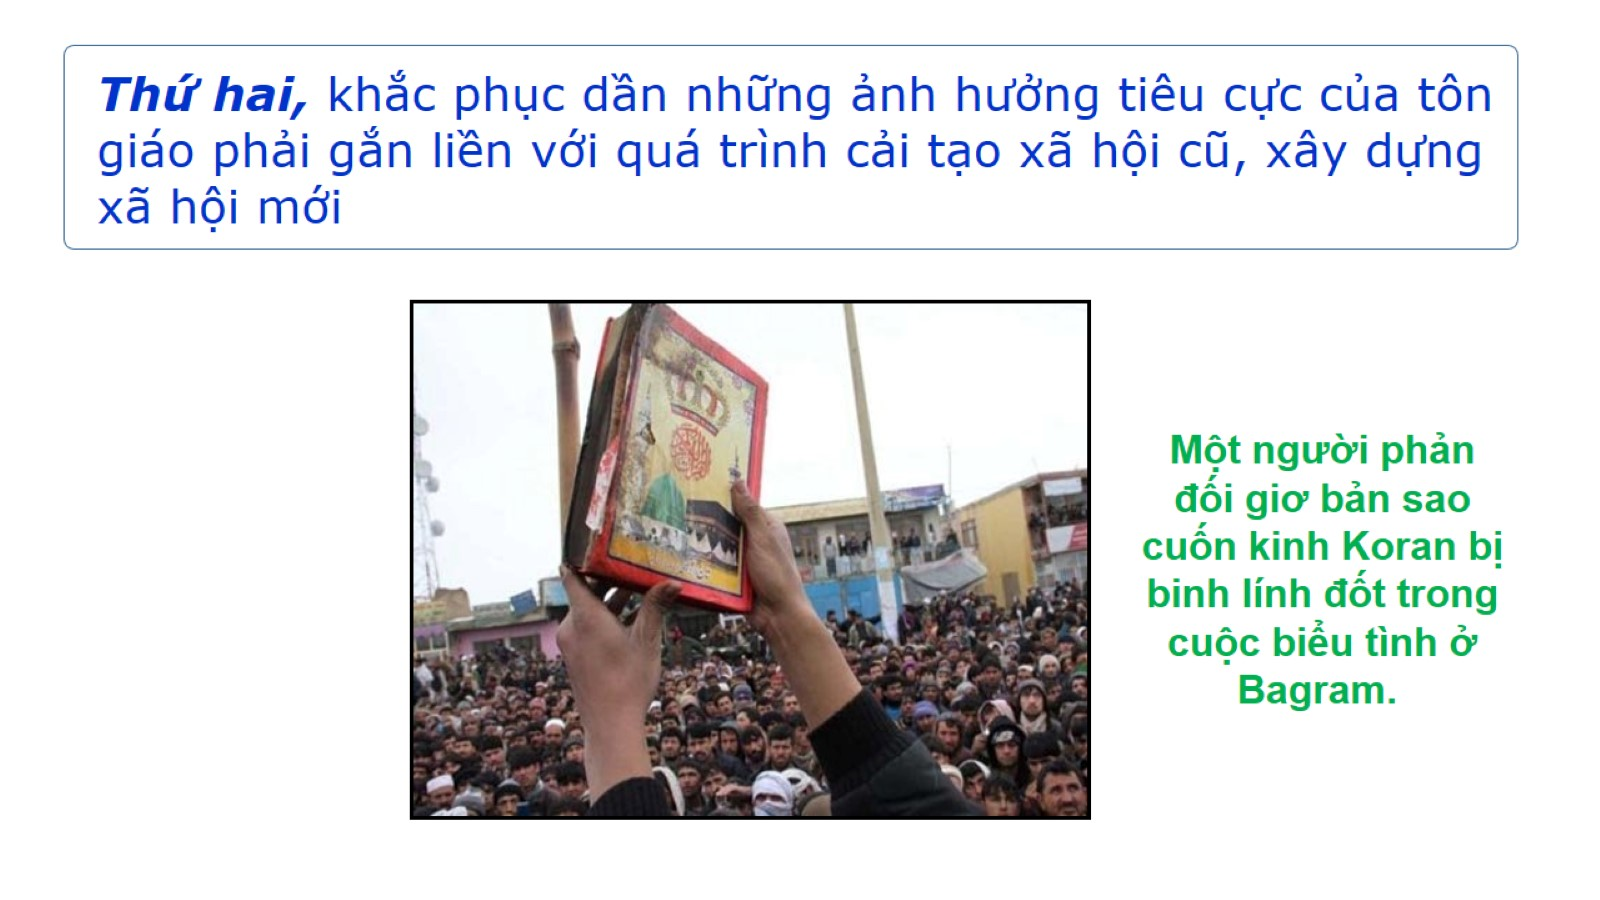 Thứ hai, khắc phục dần những ảnh hưởng tiêu cực của tôn
giáo phải gắn liền với quá trình cải tạo xã hội cũ, xây dựng
xã hội mới
Một người phản
đối giơ bản sao
cuốn kinh Koran bị
binh lính đốt trong
cuộc biểu tình ở
Bagram.